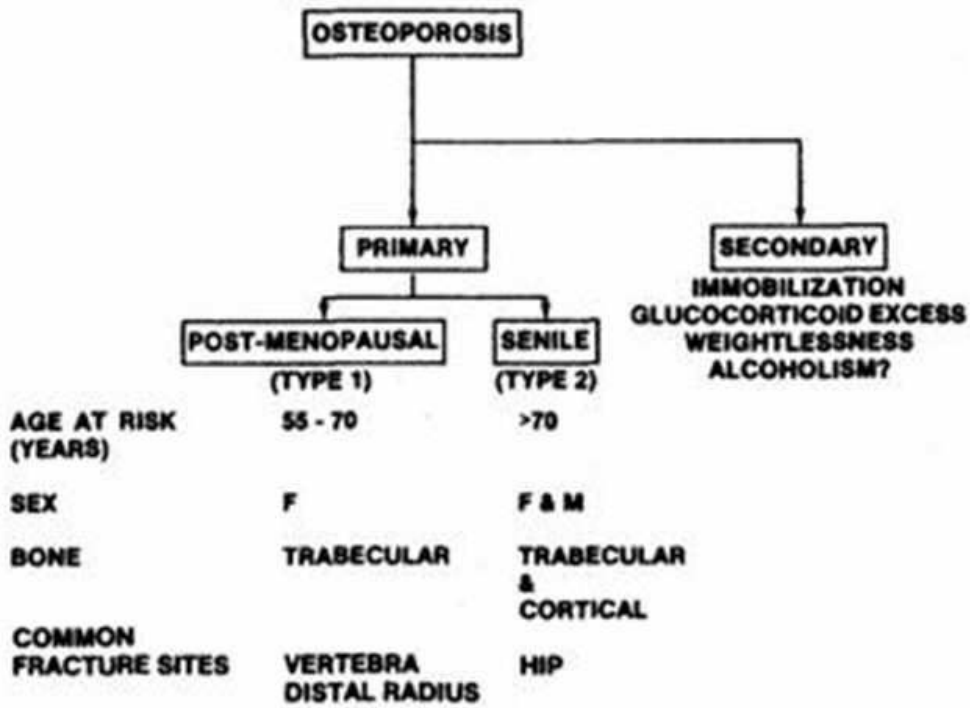 OSTEOPOROSIS
PRIMARY
SECONDARY
IMMOBILIZATION
GLUCOCORTICOID EXCESS
WEIGHTLESSNESS
ALCOHOLISM?
POST-MENOPAUSAL
SENILE
(TYPE 1)
(TYPE 2)
AGE AT RISK
(YEARS)
55 - 70
>70
SEX
F
F & M
BONE
TRABECULAR
TRABECULAR
&
CORTICAL
COMMON
FRACTURE SITES
VERTEBRA
DISTAL RADIUS
HIP